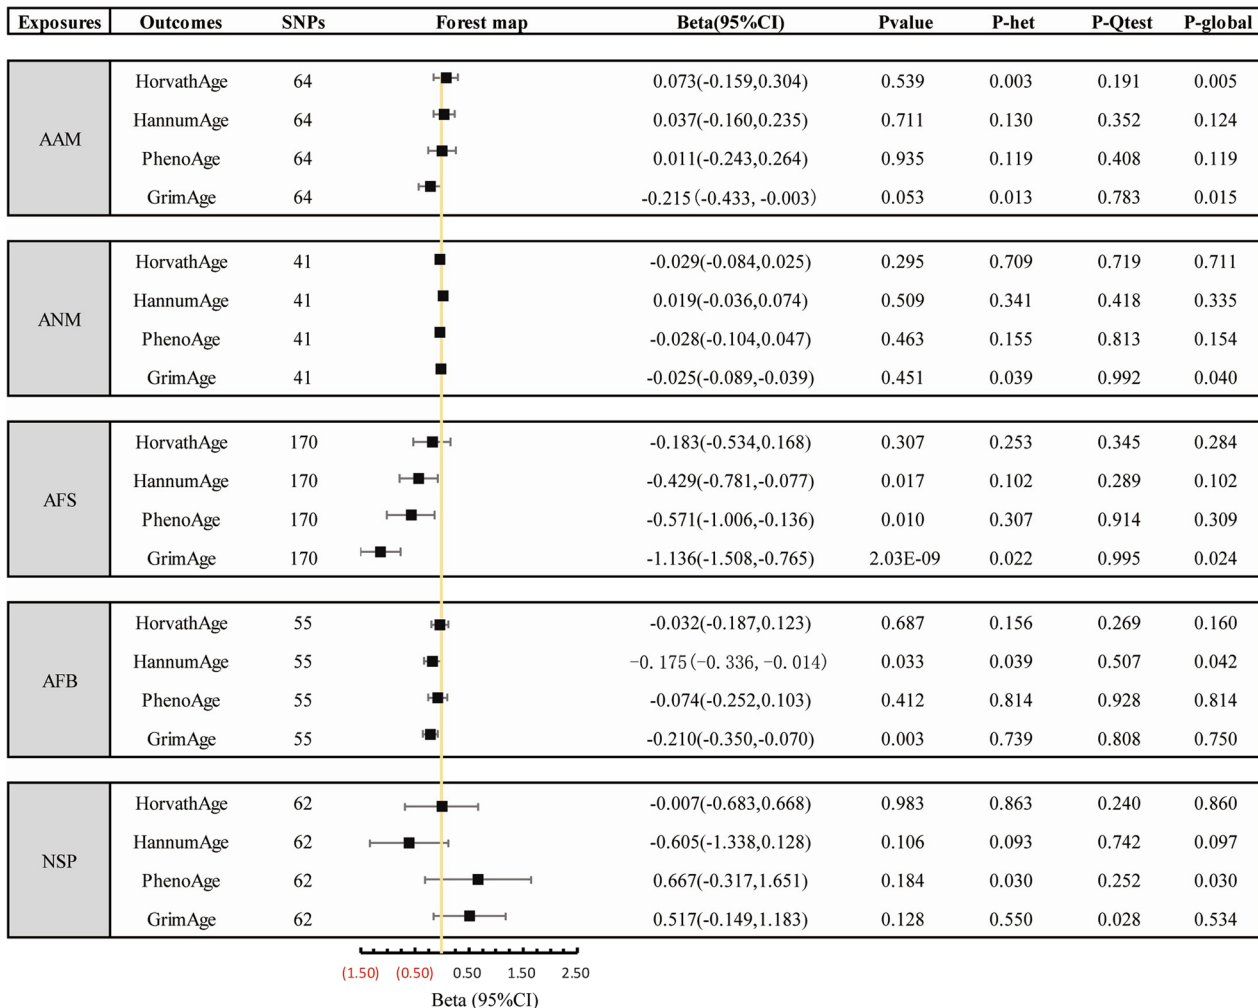 Exposures Outcomes SNPs Forest map Beta(95%CI) Pvalue P-het P-Qtest P-global
AAM
HorvathAge 64 0.073(-0.159,0.304) 0.539 0.003 0.191 0.005
HannumAge 64 0.037(-0.160,0.235) 0.711 0.130 0.352 0.124
PhenoAge 64 0.011(-0.243,0.264) 0.935 0.119 0.408 0.119
GrimAge 64 -0.215(-0.433, -0.003) 0.053 0.013 0.783 0.015
ANM
HorvathAge 41 -0.029(-0.084,0.025) 0.295 0.709 0.719 0.711
HannumAge 41 0.019(-0.036,0.074) 0.509 0.341 0.418 0.335
PhenoAge 41 -0.028(-0.104,0.047) 0.463 0.155 0.813 0.154
GrimAge 41 -0.025(-0.089,-0.039) 0.451 0.039 0.992 0.040
AFS
HorvathAge 170 -0.183(-0.534,0.168) 0.307 0.253 0.345 0.284
HannumAge 170 -0.429(-0.781,-0.077) 0.017 0.102 0.289 0.102
PhenoAge 170 -0.571(-1.006,-0.136) 0.010 0.307 0.914 0.309
GrimAge 170 -1.136(-1.508,-0.765) 2.03E-09 0.022 0.995 0.024
AFB
HorvathAge 55 -0.032(-0.187,0.123) 0.687 0.156 0.269 0.160
HannumAge 55 -0.175(-0.336, -0.014) 0.033 0.039 0.507 0.042
PhenoAge 55 -0.074(-0.252,0.103) 0.412 0.814 0.928 0.814
GrimAge 55 -0.210(-0.350,-0.070) 0.003 0.739 0.808 0.750
NSP
HorvathAge 62 -0.007(-0.683,0.668) 0.983 0.863 0.240 0.860
HannumAge 62 -0.605(-1.338,0.128) 0.106 0.093 0.742 0.097
PhenoAge 62 0.667(-0.317,1.651) 0.184 0.030 0.252 0.030
GrimAge 62 0.517(-0.149,1.183) 0.128 0.550 0.028 0.534
(1.50) (0.50) 0.50 1.50 2.50
Beta (95%CI)